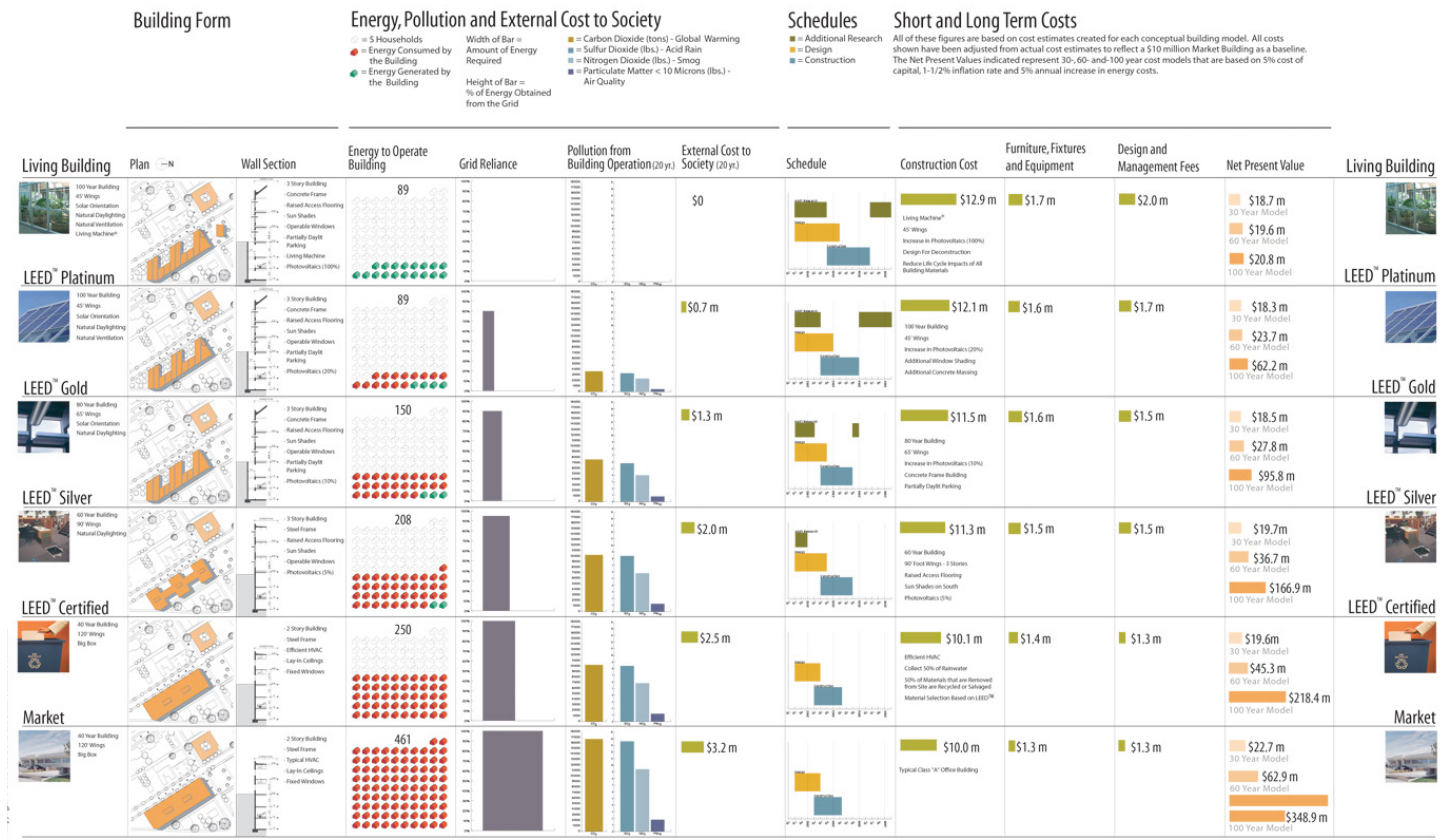 Building Form
Energy, Pollution and External Cost to Society
= 5 Households
= Energy Consumed by
the Building
= Energy Generated by
the Building
Width of Bar =
Amount of Energy
Required
Height of Bar =
% of Energy Obtained
from the Grid
= Carbon Dioxide (tons) - Global Warming
= Sulfur Dioxide (lbs.) - Acid Rain
= Nitrogen Dioxide (lbs.) - Smog
= Particulate Matter < 10 Microns (lbs.) -
Air Quality
Schedules
= Additional Research
= Design
= Construction
Short and Long Term Costs
All of these figures are based on cost estimates created for each conceptual building model. All costs
shown have been adjusted from actual cost estimates to reflect a $10 million Market Building as a baseline.
The Net Present Values indicated represent 30-, 60- and-100 year cost models that are based on 5% cost of
capital, 1-1/2% inflation rate and 5% annual increase in energy costs.
Plan
N
Wall Section
Energy to Operate
Building
Grid Reliance
Pollution from
Building Operation (20 yr.)
External Cost to
Society (20 yr.)
Schedule
Construction Cost
Furniture, Fixtures
and Equipment
Design and
Management Fees
Net Present Value
Living Building
Living Building
100 Year Building
45' Wings
Solar Orientation
Natural Daylighting
Natural Ventilation
Living Machine®
3 Story Building
Concrete Frame
Raised Access Flooring
Sun Shades
Operable Windows
Partially Daylit
Parking
Living Machine
Photovoltaics (100%)
89
$0
$12.9 m
Living Machine®
45' Wings
Increase In Photovoltaics (100%)
Design For Deconstruction
Reduce Life Cycle Impacts of All
Building Materials
$1.7 m
$2.0 m
$18.7 m
30 Year Model
$19.6 m
60 Year Model
$20.8 m
100 Year Model
LEED™ Platinum
LEED™ Platinum
100 Year Building
45' Wings
Solar Orientation
Natural Daylighting
Natural Ventilation
3 Story Building
Concrete Frame
Raised Access Flooring
Sun Shades
Operable Windows
Partially Daylit
Parking
Photovoltaics (20%)
89
$0.7 m
$12.1 m
100 Year Building
45' Wings
Increase in Photovoltaics (20%)
Additional Window Shading
Additional Concrete Massing
$1.6 m
$1.7 m
$18.3 m
30 Year Model
$23.7 m
60 Year Model
$62.2 m
100 Year Model
LEED™ Gold
LEED™ Gold
80 Year Building
65' Wings
Solar Orientation
Natural Daylighting
3 Story Building
Concrete Frame
Raised Access Flooring
Sun Shades
Operable Windows
Partially Daylit
Parking
Photovoltaics (10%)
150
$1.3 m
$11.5 m
80 Year Building
65' Wings
Increase in Photovoltaics (10%)
Concrete Frame Building
Partially Daylit Parking
$1.6 m
$1.5 m
$18.5 m
30 Year Model
$27.8 m
60 Year Model
$95.8 m
100 Year Model
LEED™ Silver
LEED™ Silver
60 Year Building
90' Wings
Natural Daylighting
3 Story Building
Steel Frame
Raised Access Flooring
Sun Shades
Operable Windows
Photovoltaics (5%)
208
$2.0 m
$11.3 m
60 Year Building
90' Foot Wings - 3 Stories
Raised Access Flooring
Sun Shades on South
Photovoltaics (5%)
$1.5 m
$1.5 m
$19.7m
30 Year Model
$36.7 m
60 Year Model
$166.9 m
100 Year Model
LEED™ Certified
LEED™ Certified
40 Year Building
120' Wings
Big Box
2 Story Building
Steel Frame
Efficient HVAC
Lay-In Ceilings
Fixed Windows
250
$2.5 m
$10.1 m
Efficient HVAC
Collect 50% of Rainwater
50% of Materials that are Removed
from Site are Recycled or Salvaged
Material Selection Based on LEED™
$1.4 m
$1.3 m
$19.6m
30 Year Model
$45.3 m
60 Year Model
$218.4 m
100 Year Model
Market
Market
40 Year Building
120' Wings
Big Box
2 Story Building
Steel Frame
Typical HVAC
Lay-In Ceilings
Fixed Windows
461
$3.2 m
$10.0 m
Typical Class "A" Office Building
$1.3 m
$1.3 m
$22.7 m
30 Year Model
$62.9 m
60 Year Model
$348.9 m
100 Year Model